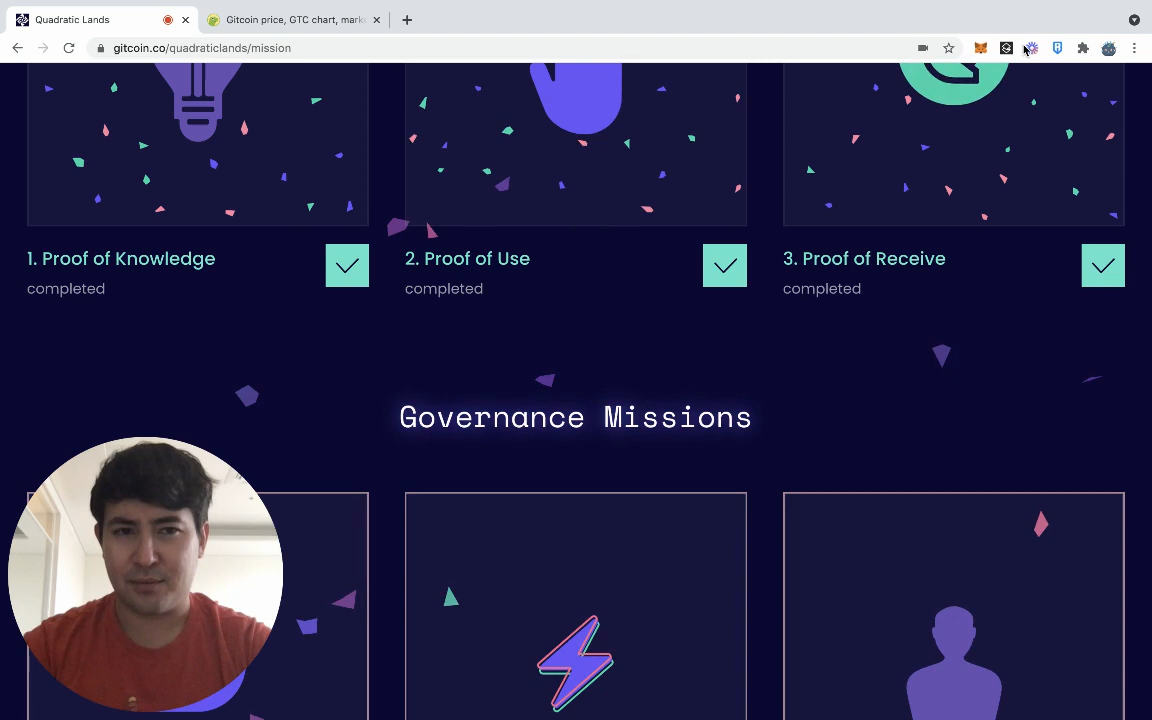 Quadratic Lands
Gitcoin price, GTC chart, marke
gitcoin.co/quadraticlands/mission
1. Proof of Knowledge
completed
2. Proof of Use
completed
3. Proof of Receive
completed
Governance Missions